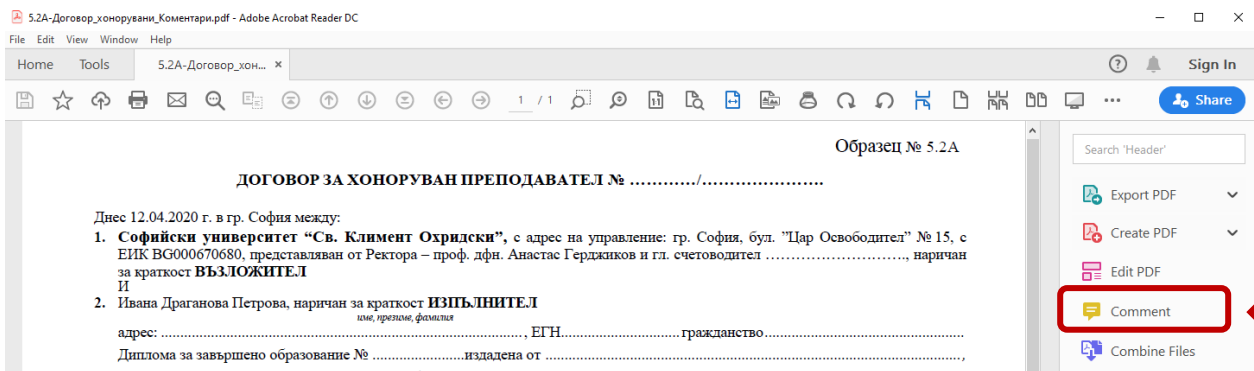 5.2А-Договор_хонорувани_Коментари.pdf - Adobe Acrobat Reader DC
File Edit View Window Help
Home Tools 5.2А-Договор_хон... × Sign In
1 / 1 Share
Образец № 5.2А
ДОГОВОР ЗА ХОНОРУВАН ПРЕПОДАВАТЕЛ № …………/………………….
Днес 12.04.2020 г. в гр. София между:
1. Софийски университет “Св. Климент Охридски”, с адрес на управление: гр. София, бул. ”Цар Освободител” № 15, с
ЕИК BG000670680, представляван от Ректора – проф. дфн. Анастас Герджиков и гл. счетоводител ………………………., наричан
за краткост ВЪЗЛОЖИТЕЛ
И
2. Ивана Драганова Петрова, наричан за краткост ИЗПЪЛНИТЕЛ
име, презиме, фамилия
адрес: ............................................................................................, ЕГН..............................гражданство...................................................
Диплома за завършено образование № .......................издадена от ..........................................................................................................,
Search 'Header'
Export PDF
Create PDF
Edit PDF
Comment
Combine Files